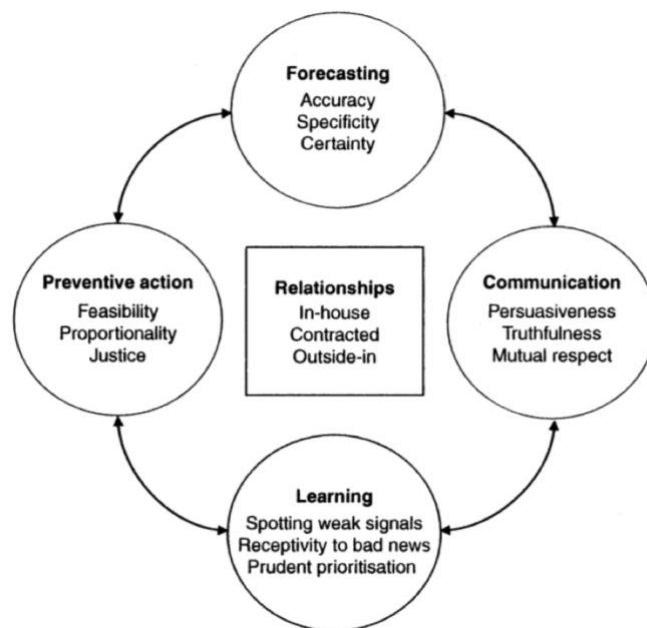 Forecasting
Accuracy
Specificity
Certainty
Preventive action
Feasibility
Proportionality
Justice
Relationships
In-house
Contracted
Outside-in
Communication
Persuasiveness
Truthfulness
Mutual respect
Learning
Spotting weak signals
Receptivity to bad news
Prudent prioritisation